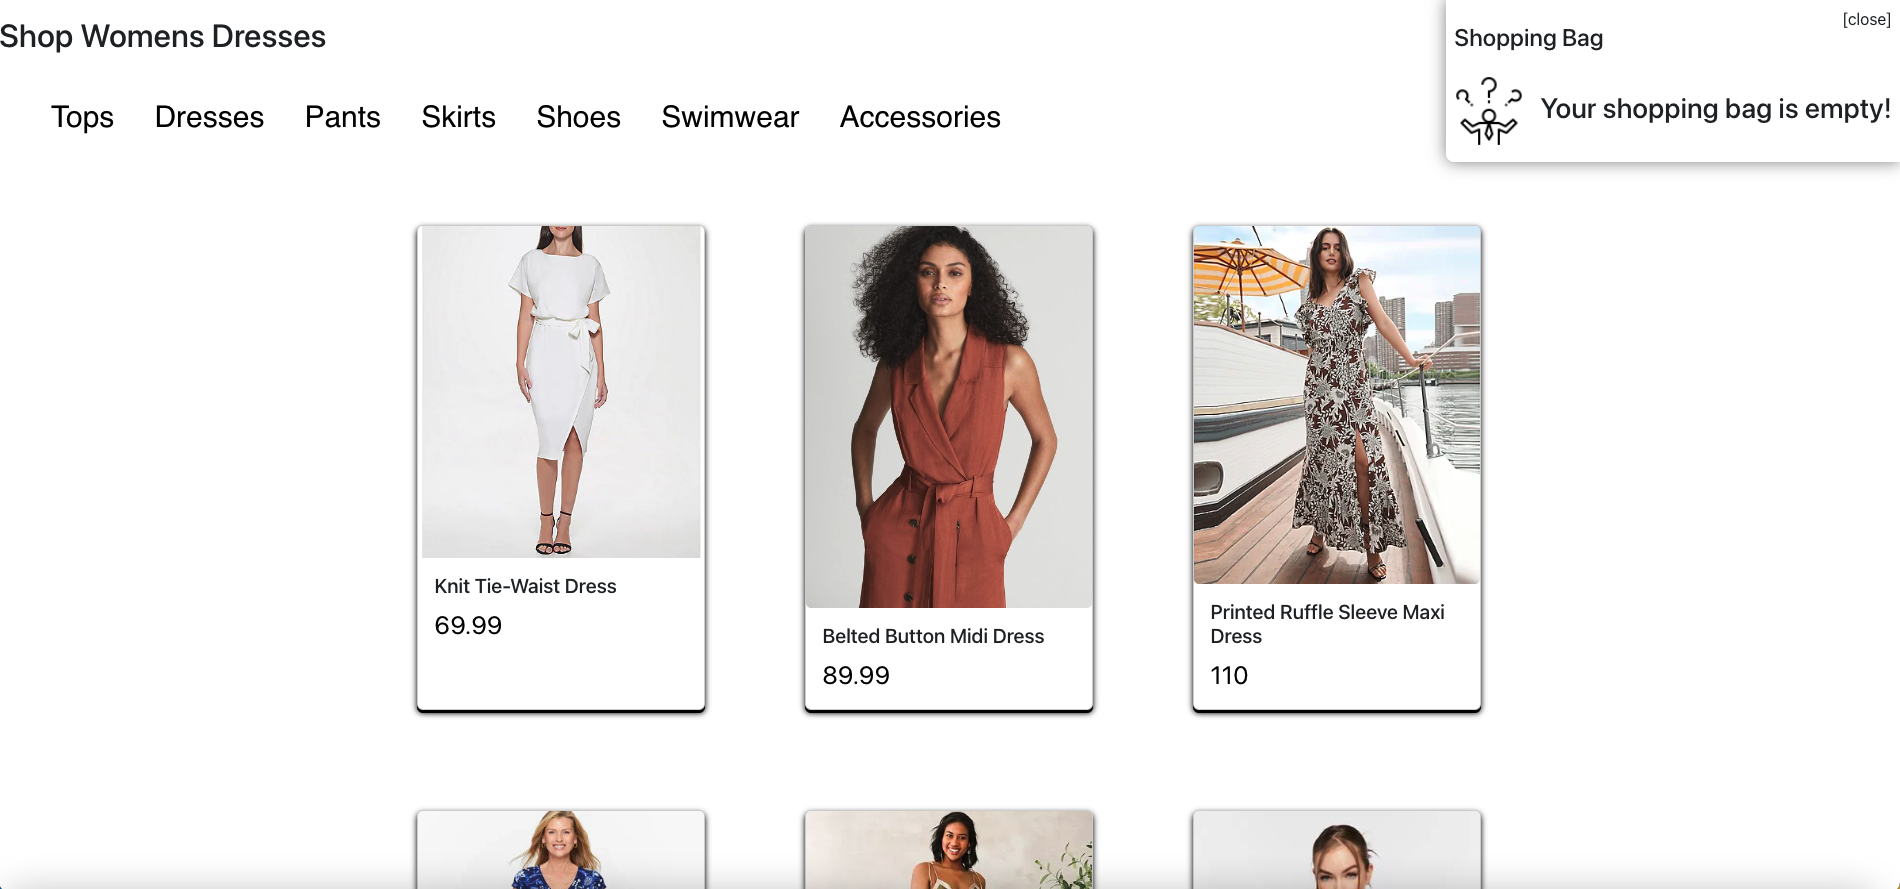 Shop Womens Dresses
[close]
Shopping Bag
Your shopping bag is empty!
Tops Dresses Pants Skirts Shoes Swimwear Accessories
Knit Tie-Waist Dress
69.99
Belted Button Midi Dress
89.99
Printed Ruffle Sleeve Maxi
Dress
110